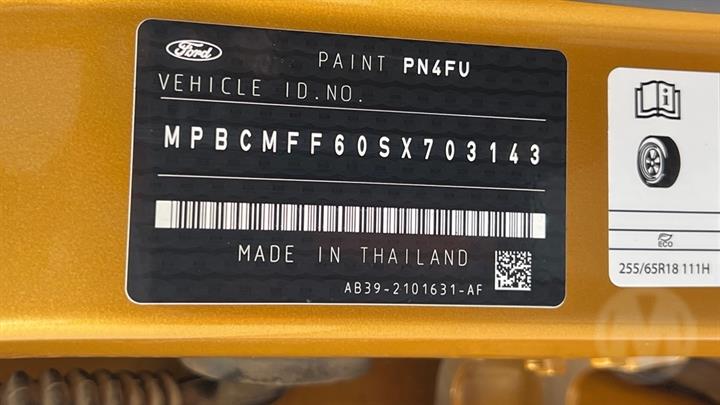 Ford
PAINT PN4FU
VEHICLE ID.NO.
MPBCMFF60SX703143
MADE IN THAILAND
AB39-2101631-AF
i
ECO
255/65R18 111H
M